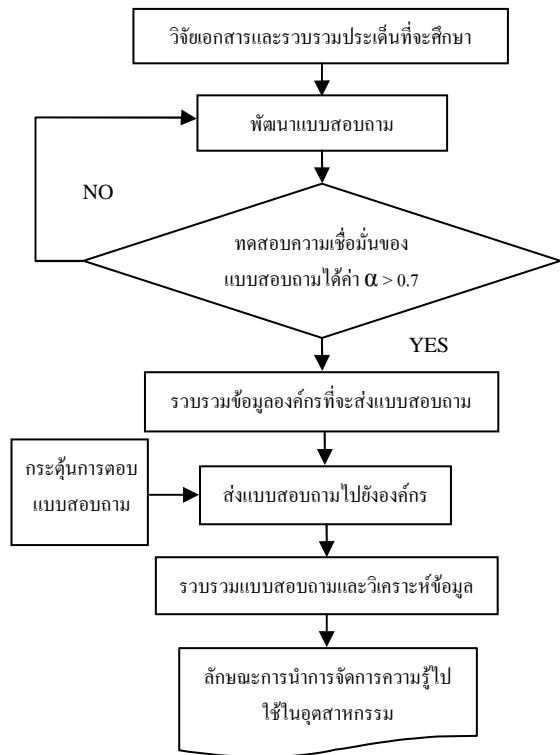 วิจัยเอกสารและรวบรวมประเด็นที่จะศึกษา
พัฒนาแบบสอบถาม
NO
ทดสอบความเชื่อมั่นของ
แบบสอบถามได้ค่า α > 0.7
YES
รวบรวมข้อมูลองค์กรที่จะส่งแบบสอบถาม
กระตุ้นการตอบ
แบบสอบถาม
ส่งแบบสอบถามไปยังองค์กร
รวบรวมแบบสอบถามและวิเคราะห์ข้อมูล
ลักษณะการนำการจัดการความรู้ไป
ใช้ในอุตสาหกรรม